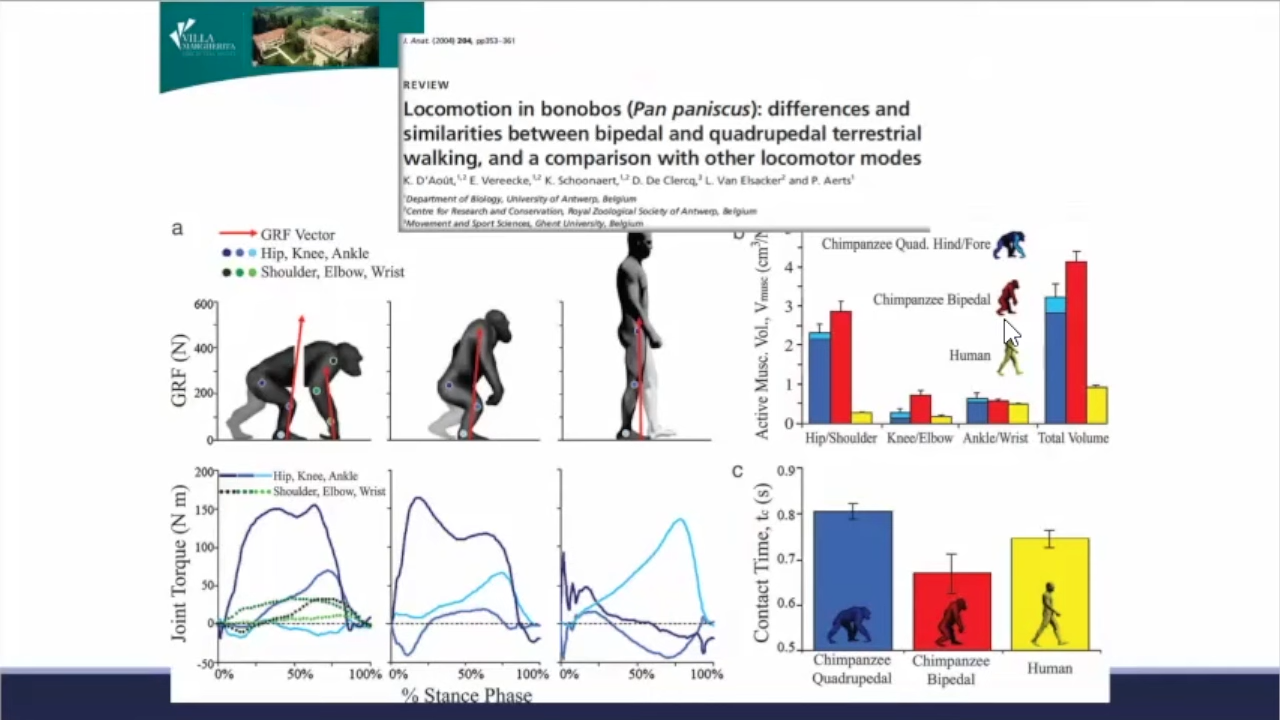 VILLA
MARGHERITA
J. Anat. (2004) 204, pp353–361
REVIEW
Locomotion in bonobos (Pan paniscus): differences and
similarities between bipedal and quadrupedal terrestrial
walking, and a comparison with other locomotor modes
K. D'Août,1,2 E. Vereecke,1,2 K. Schoonaert,1,2 D. De Clercq,3 L. Van Elsacker2 and P. Aerts1
1Department of Biology, University of Antwerp, Belgium
2Centre for Research and Conservation, Royal Zoological Society of Antwerp, Belgium
3Movement and Sport Sciences, Ghent University, Belgium
a
GRF Vector
Hip, Knee, Ankle
Shoulder, Elbow, Wrist
GRF (N)
600
400
200
0
Joint Torque (N m)
200
150
100
50
0
-50
Hip, Knee, Ankle
Shoulder, Elbow, Wrist
0% 50% 100% 0% 50% 100% 0% 50% 100%
% Stance Phase
b
Active Musc. Vol., Vmusc (cm3/N
4
3
2
1
0
Chimpanzee Quad. Hind/Fore
Chimpanzee Bipedal
Human
Hip/Shoulder Knee/Elbow Ankle/Wrist Total Volume
c
Contact Time, tc (s)
0.9
0.8
0.7
0.6
0.5
Chimpanzee
Quadrupedal
Chimpanzee
Bipedal
Human